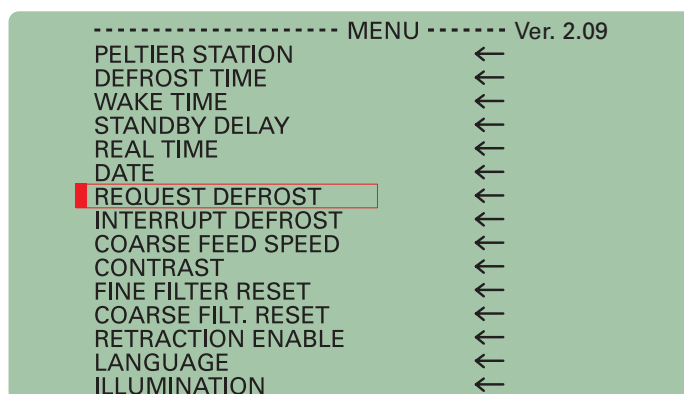 --------------------- MENU ------- Ver. 2.09
PELTIER STATION ←
DEFROST TIME ←
WAKE TIME ←
STANDBY DELAY ←
REAL TIME ←
DATE ←
REQUEST DEFROST ←
INTERRUPT DEFROST ←
COARSE FEED SPEED ←
CONTRAST ←
FINE FILTER RESET ←
COARSE FILT. RESET ←
RETRACTION ENABLE ←
LANGUAGE ←
ILLUMINATION ←